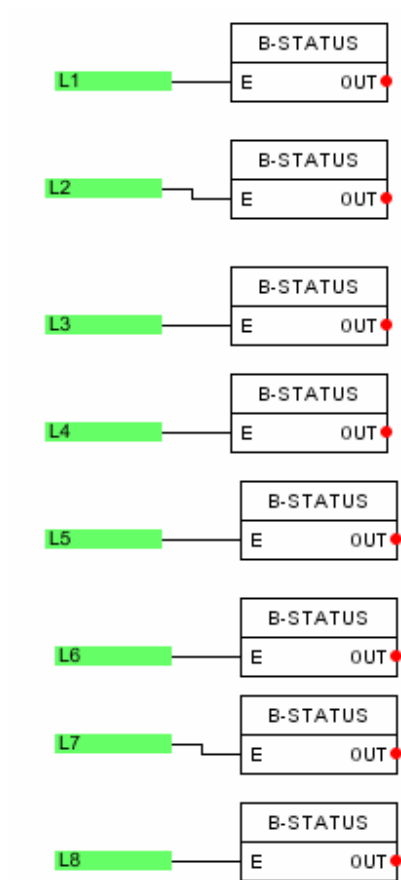 B-STATUS
L1 E OUT
B-STATUS
L2 E OUT
B-STATUS
L3 E OUT
B-STATUS
L4 E OUT
B-STATUS
L5 E OUT
B-STATUS
L6 E OUT
B-STATUS
L7 E OUT
B-STATUS
L8 E OUT